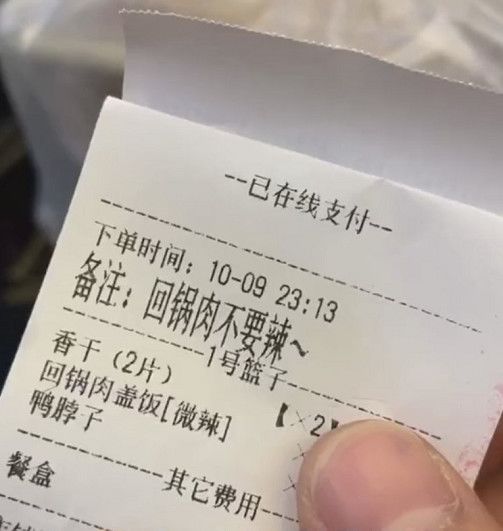 --已在线支付--
下单时间：10-09 23:13
备注：回锅肉不要辣~
1号篮子
香干（2片） 【×2】
回锅肉盖饭[微辣]
鸭脖子
其它费用
餐盒